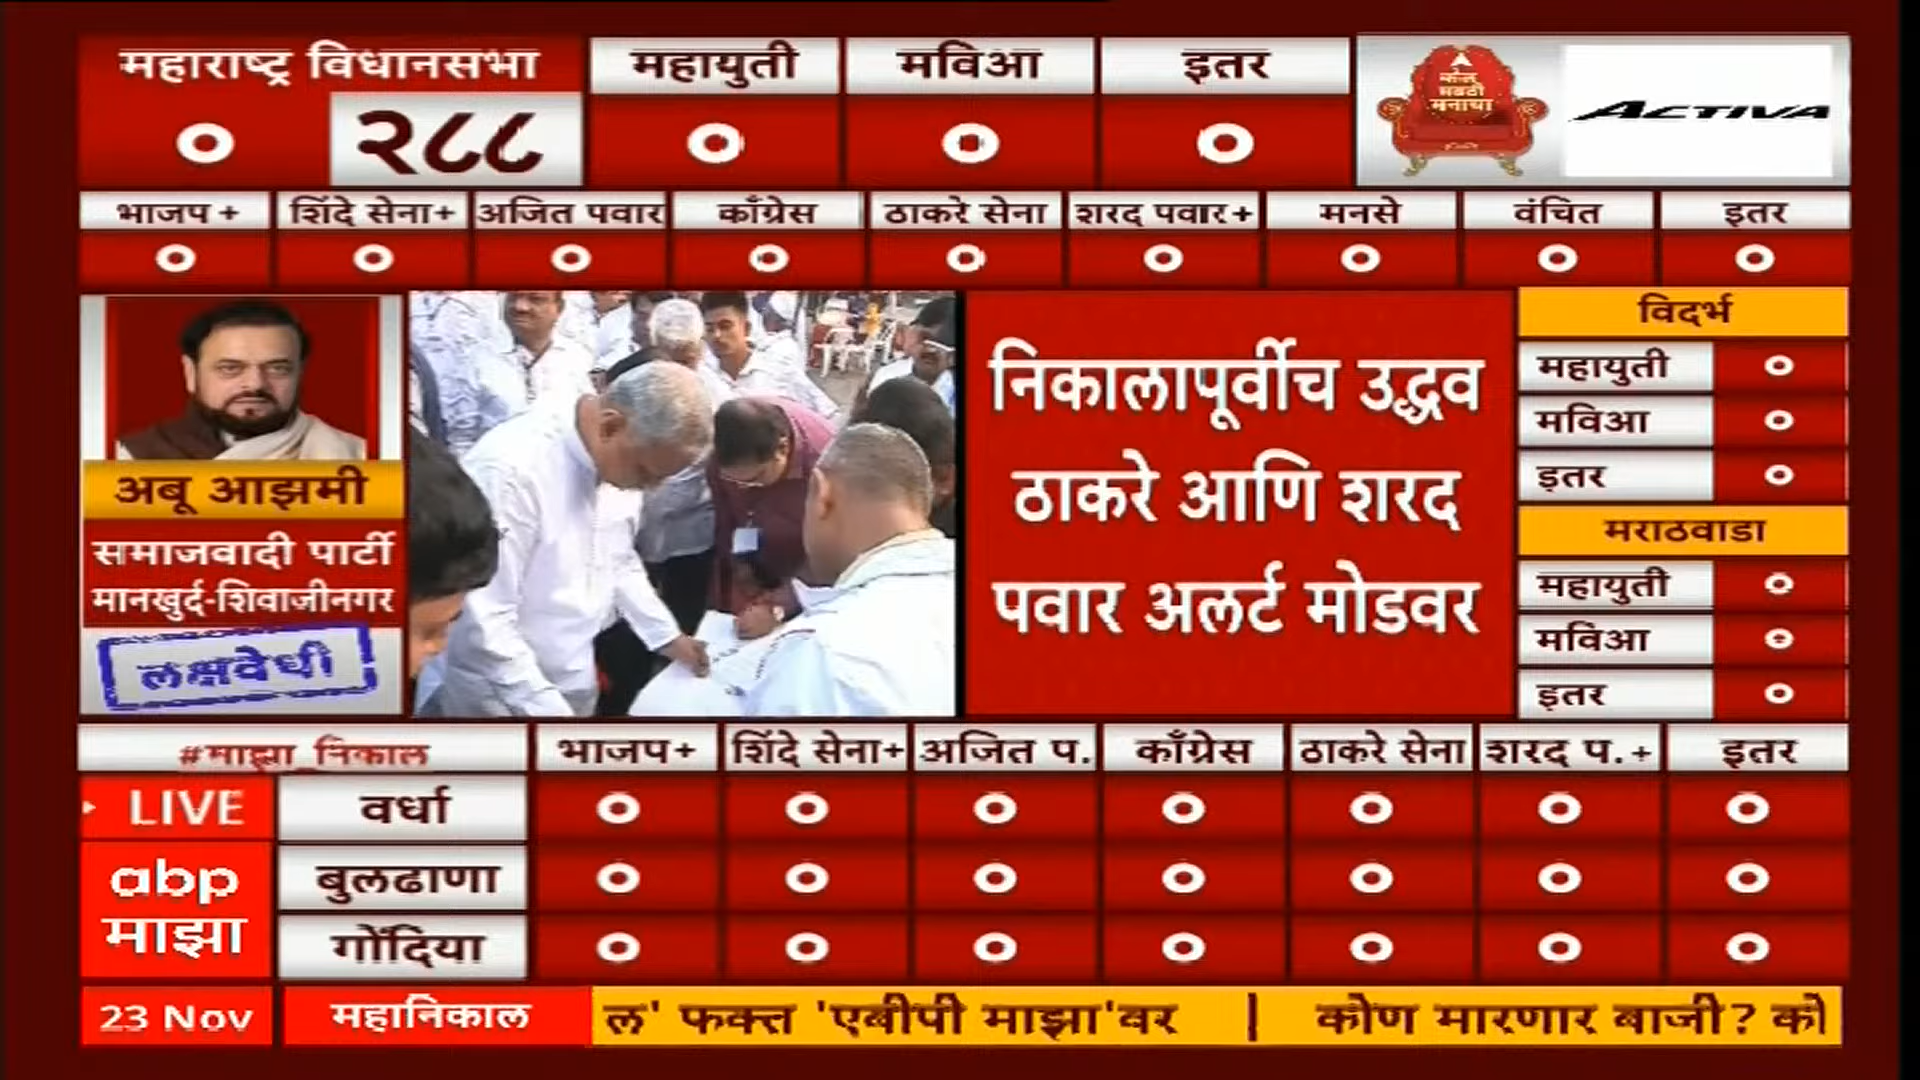 महाराष्ट्र विधानसभा
० २८८
महायुती
०
मविआ
०
इतर
०
ACTIVA
भाजप + शिंदे सेना+ अजित पवार काँग्रेस ठाकरे सेना शरद पवार+ मनसे वंचित इतर
० ० ० ० ० ० ० ० ०
अबू आझमी
समाजवादी पार्टी
मानखुर्द-शिवाजीनगर
लक्षवेधी
निकालापूर्वीच उद्धव
ठाकरे आणि शरद
पवार अलर्ट मोडवर
विदर्भ
महायुती ०
मविआ ०
इतर ०
मराठवाडा
महायुती ०
मविआ ०
इतर ०
#माझा_निकाल भाजप+ शिंदे सेना+ अजित प. काँग्रेस ठाकरे सेना शरद प.+ इतर
LIVE वर्धा ० ० ० ० ० ० ०
abp
माझा
बुलढाणा ० ० ० ० ० ० ०
गोंदिया ० ० ० ० ० ० ०
23 Nov महानिकाल ल' फक्त 'एबीपी माझा'वर | कोण मारणार बाजी? को